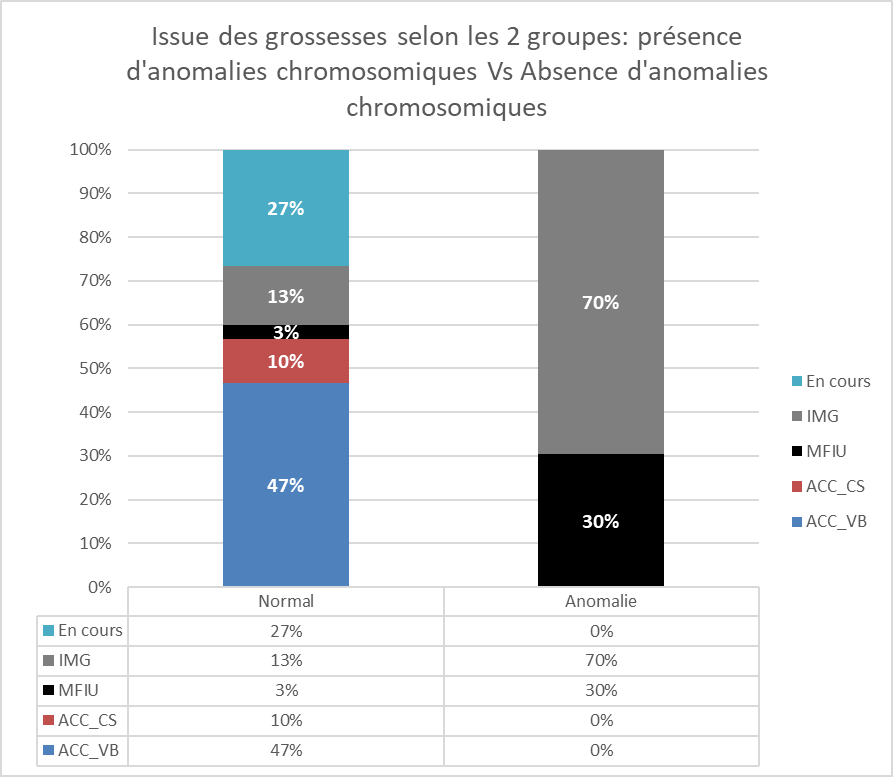 Issue des grossesses selon les 2 groupes: présence
d'anomalies chromosomiques Vs Absence d'anomalies
chromosomiques
100%
90%
80%
70%
60%
50%
40%
30%
20%
10%
0%
27%
13%
3%
10%
47%
70%
30%
En cours
IMG
MFIU
ACC_CS
ACC_VB
Normal Anomalie
En cours 27% 0%
IMG 13% 70%
MFIU 3% 30%
ACC_CS 10% 0%
ACC_VB 47% 0%